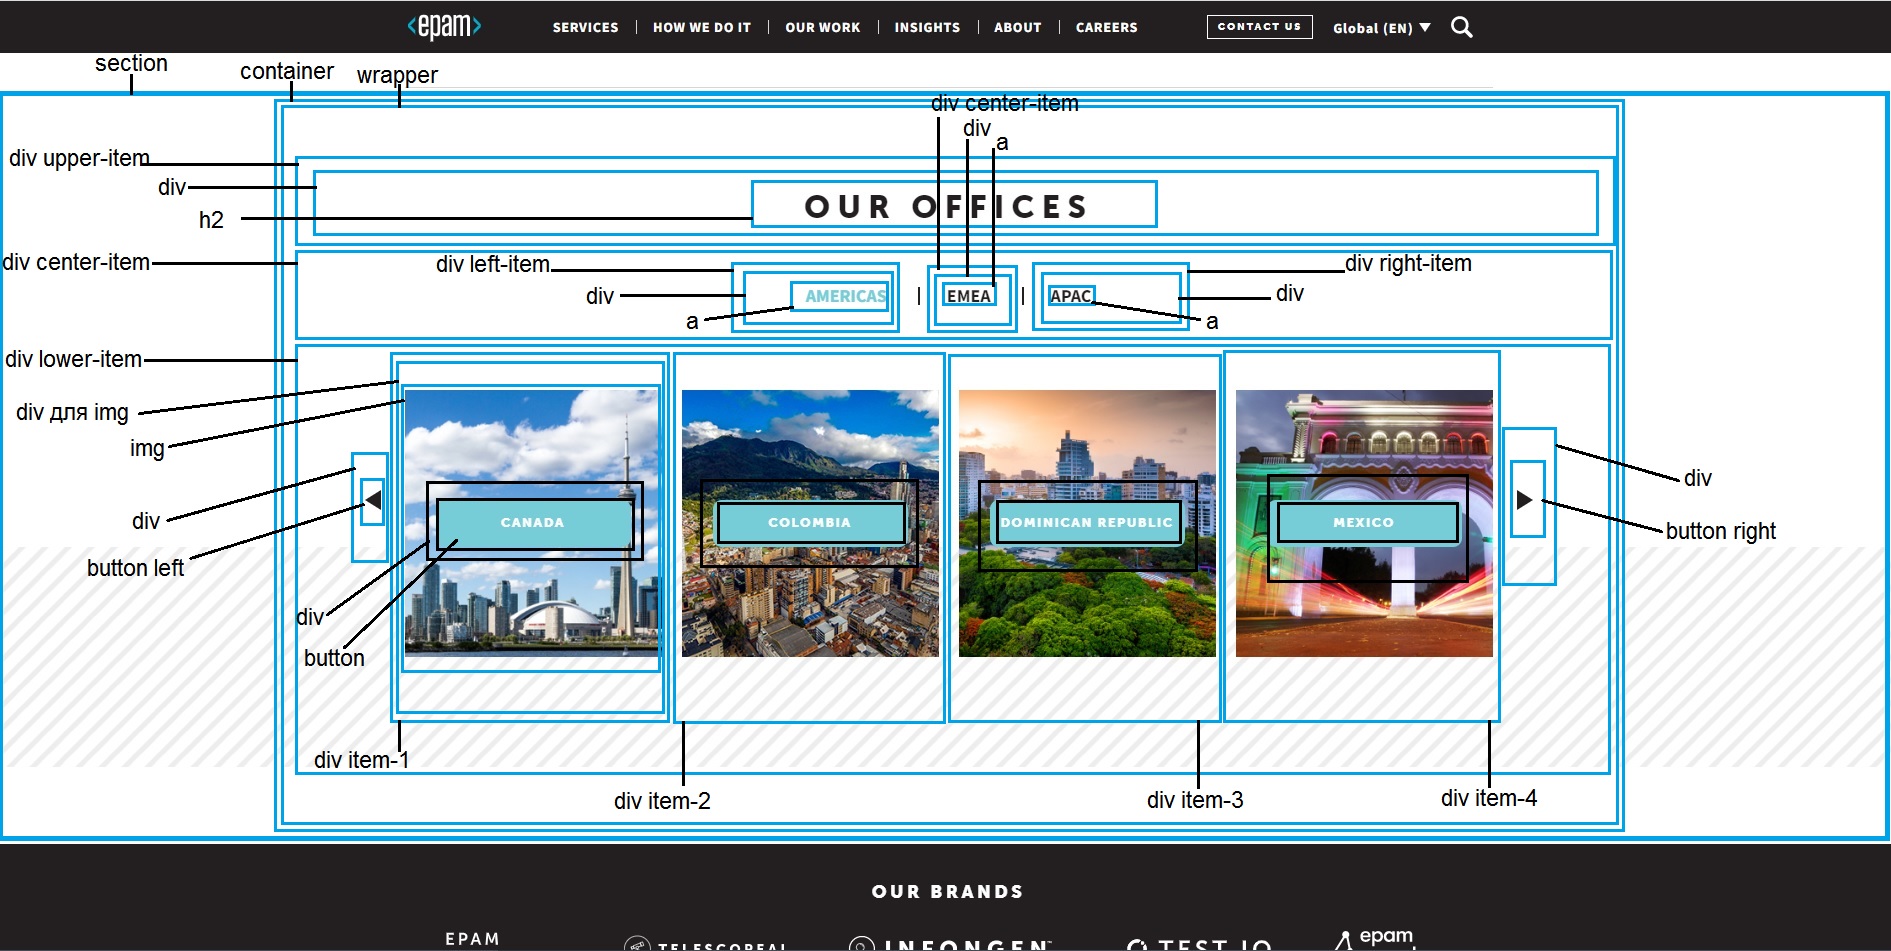 <epam>
SERVICES | HOW WE DO IT | OUR WORK | INSIGHTS | ABOUT | CAREERS
CONTACT US
Global (EN)
section
container
wrapper
div center-item
div
a
div upper-item
div
h2
OUR OFFICES
div center-item
div left-item
div right-item
div
AMERICAS | EMEA | APAC
div
a
a
div lower-item
div для img
img
div
button left
CANADA
COLOMBIA
DOMINICAN REPUBLIC
MEXICO
div
button right
div
button
div item-1
div item-2
div item-3
div item-4
OUR BRANDS
EPAM
INFONGEN
TEST IO
epam